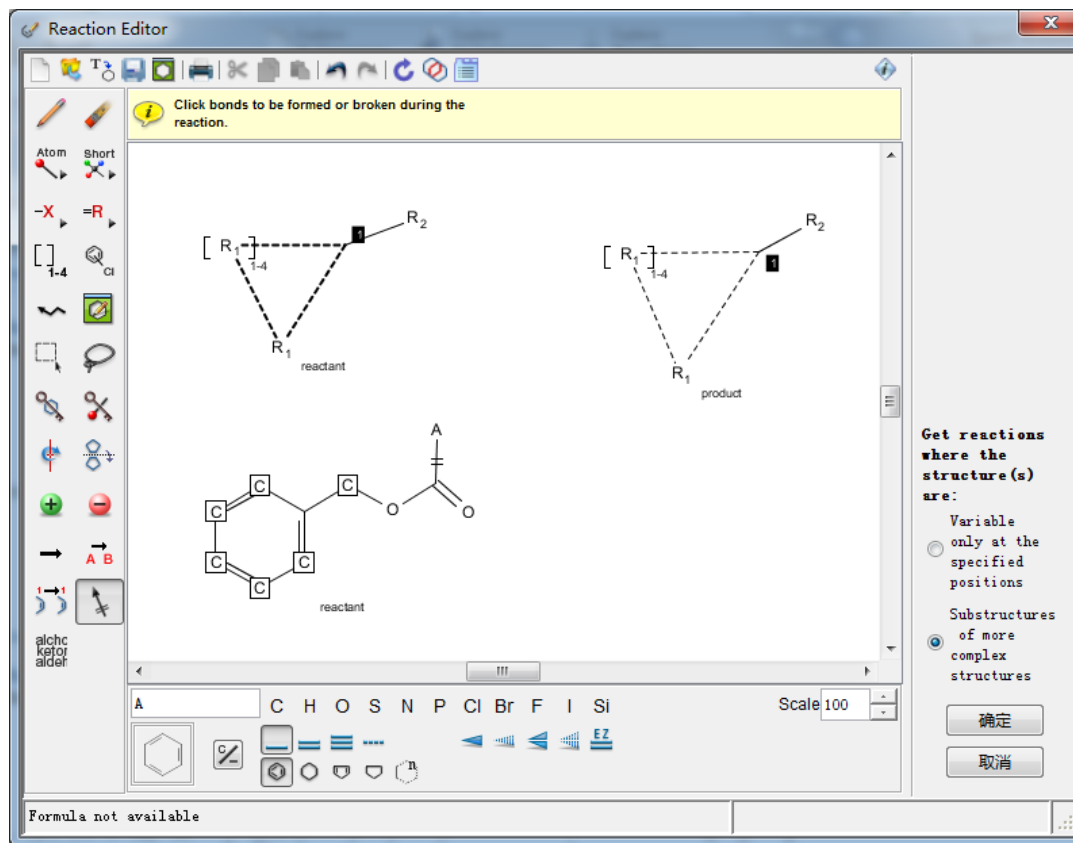 Reaction Editor
Click bonds to be formed or broken during the
reaction.
Atom Short
-X =R
[ ]1-4 Cl
A B
1→1
alchc
ketor
aldeh
[ R1 ]1-4 1 R2
R1
reactant
[ R1 ]1-4 1 R2
R1
product
A
C C
C O O
C C
C
reactant
Get reactions
where the
structure(s)
are:
Variable
only at the
specified
positions
Substructures
of more
complex
structures
确定
取消
A C H O S N P Cl Br F I Si Scale 100
EZ
n
Formula not available